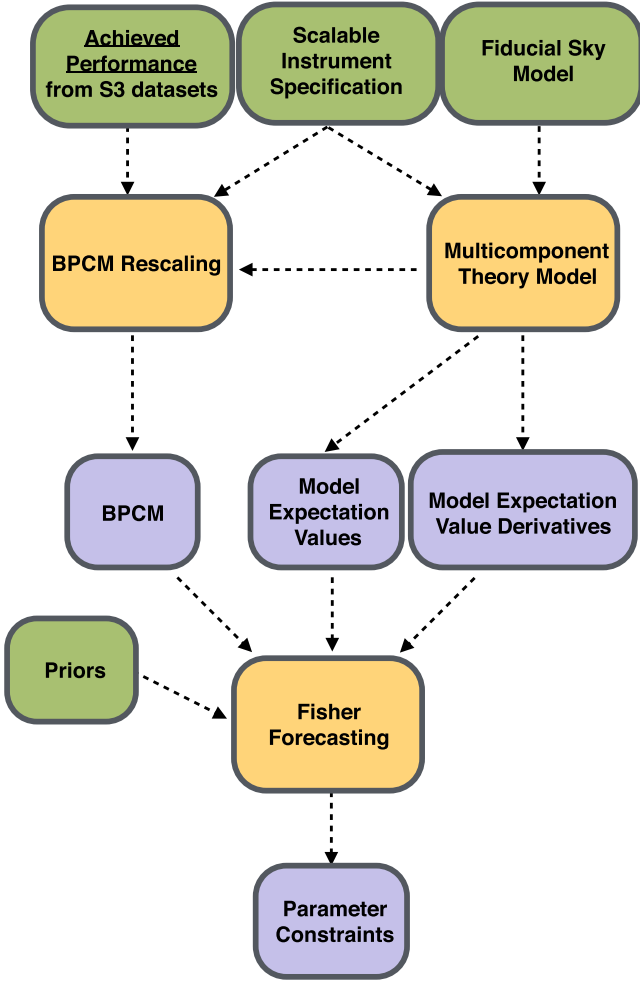 Achieved
Performance
from S3 datasets
Scalable
Instrument
Specification
Fiducial Sky
Model
BPCM Rescaling
Multicomponent
Theory Model
BPCM
Model
Expectation
Values
Model Expectation
Value Derivatives
Priors
Fisher
Forecasting
Parameter
Constraints